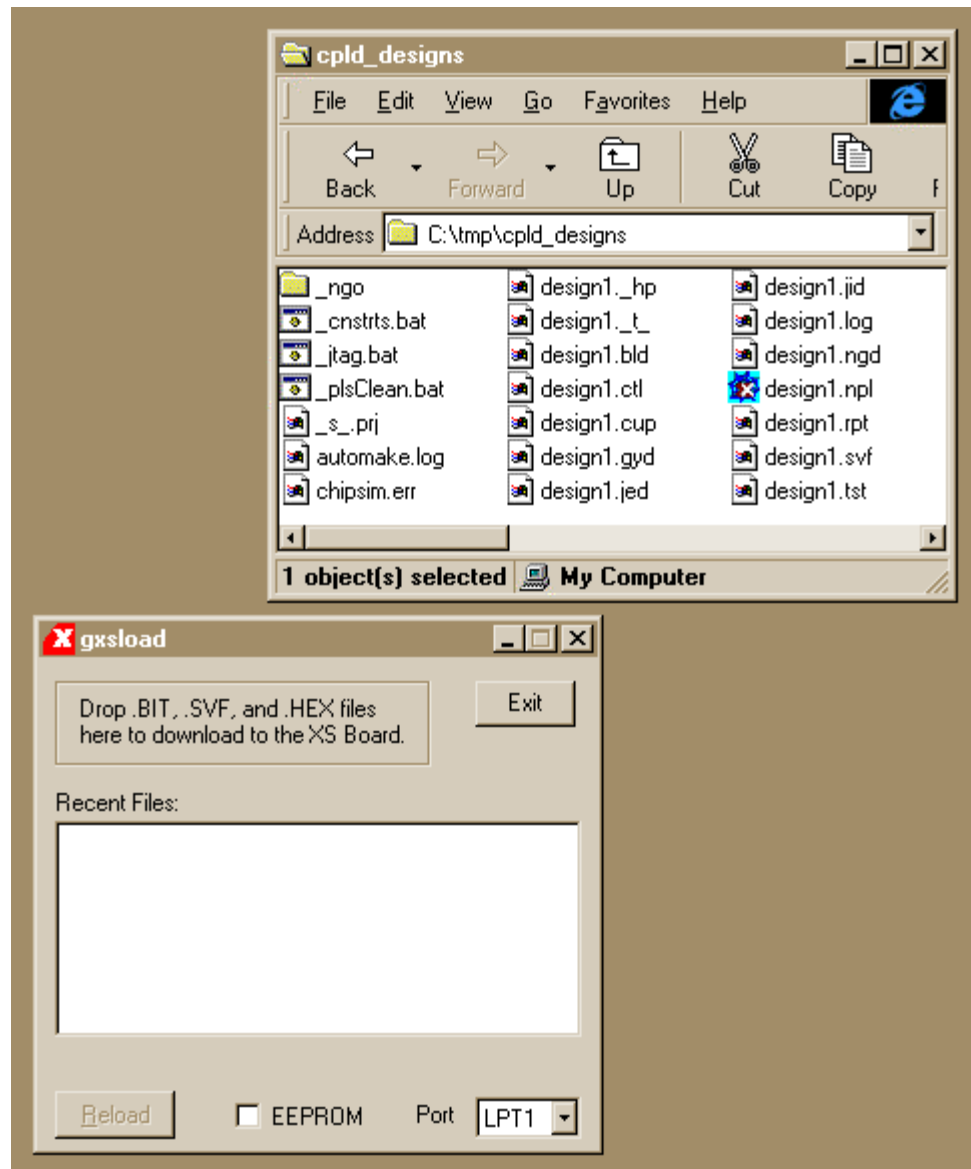 cpld_designs
File Edit View Go Favorites Help
Back Forward Up Cut Copy
Address C:\tmp\cpld_designs
_ngo design1._hp design1.jid
_cnstrts.bat design1._t_ design1.log
_jtag.bat design1.bld design1.ngd
_plsClean.bat design1.ctl design1.npl
_s_.prj design1.cup design1.rpt
automake.log design1.gyd design1.svf
chipsim.err design1.jed design1.tst
1 object(s) selected My Computer
X gxsload
Drop .BIT, .SVF, and .HEX files Exit
here to download to the XS Board.
Recent Files:
Reload EEPROM Port LPT1